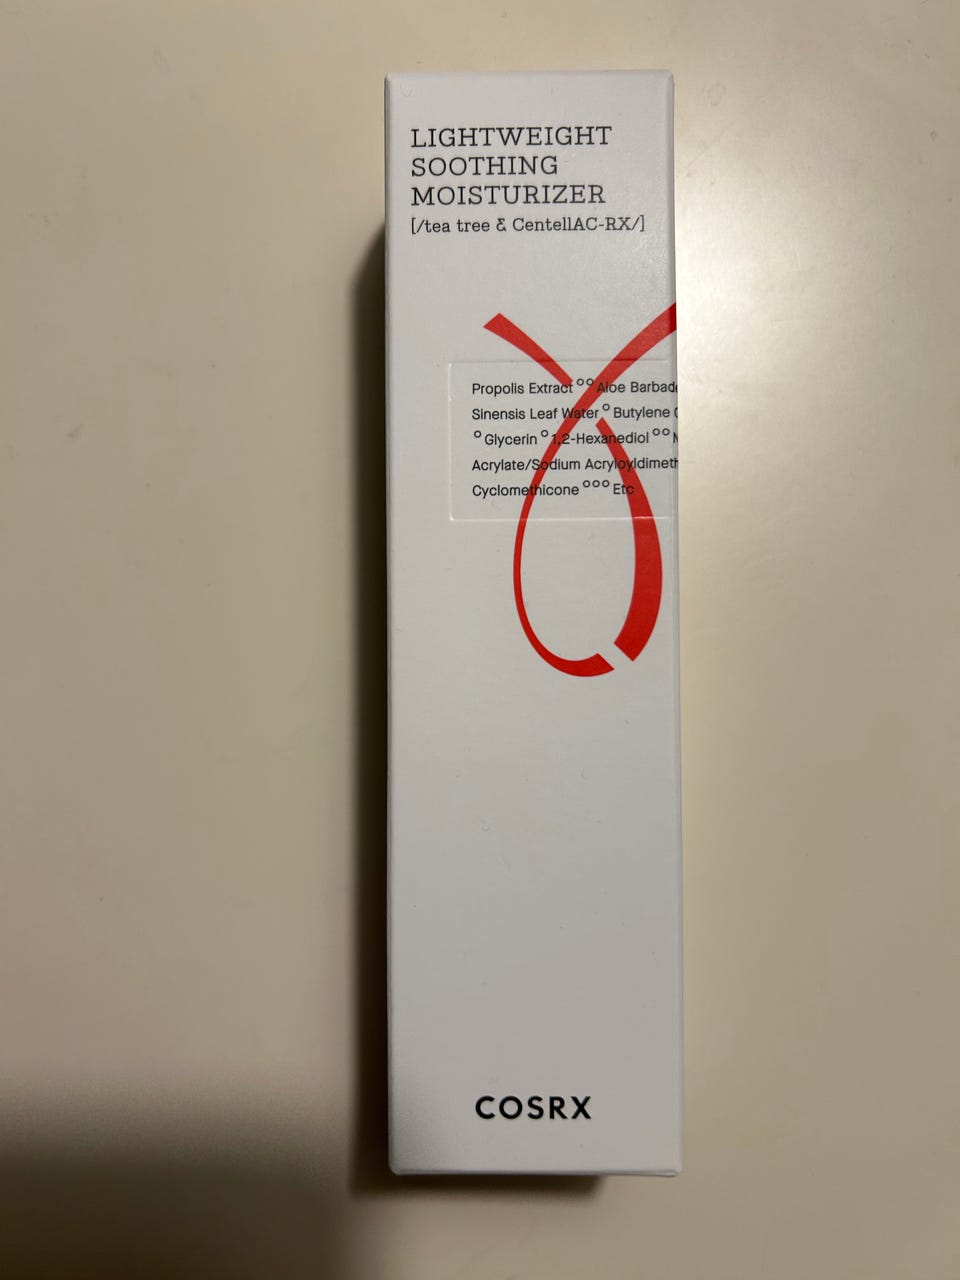 LIGHTWEIGHT
SOOTHING
MOISTURIZER
[/tea tree & CentellAC-RX/]
Propolis Extract °° Aloe
Sinensis Leaf Water ° Butylene
° Glycerin ° 1,2-Hexanediol °°
Acrylate/Sodium
Cyclomethicone °°° Etc
COSRX